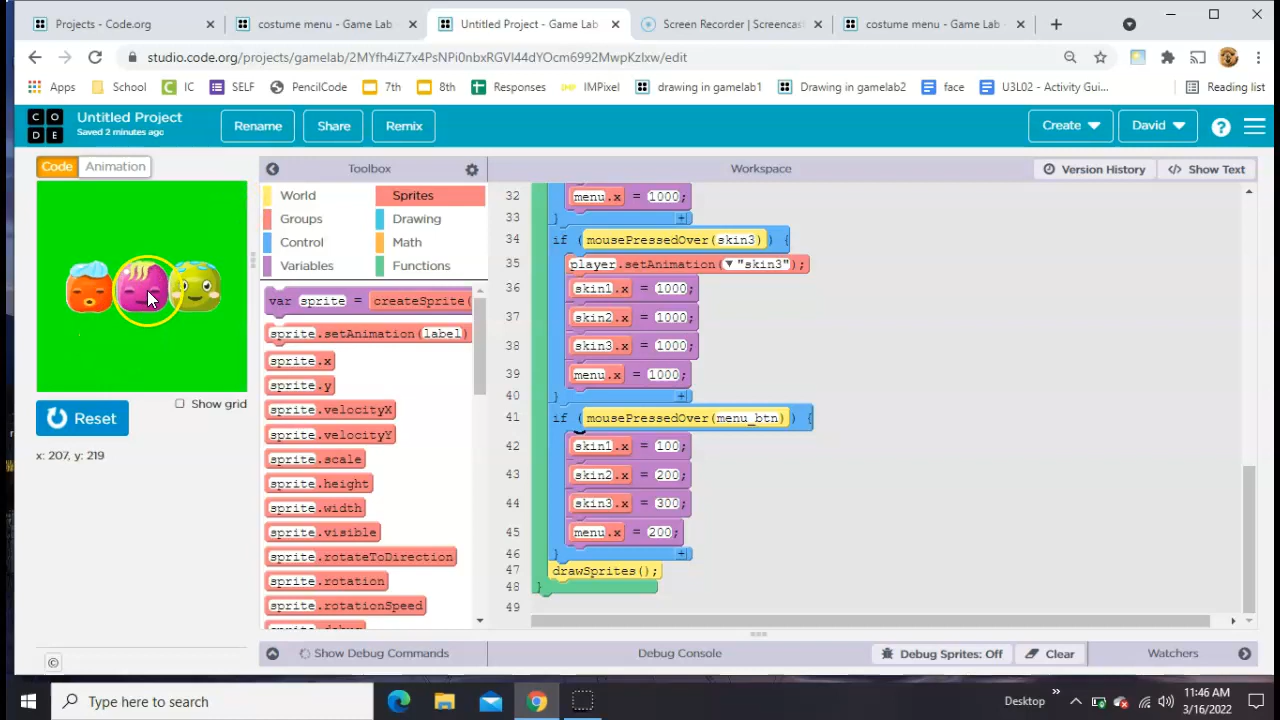 Projects - Code.org
costume menu - Game Lab
Untitled Project - Game Lab
Screen Recorder | Screencast
costume menu - Game Lab
studio.code.org/projects/gamelab/2MYfh4iZ7x4PsNPi0nbxRGVI44dYOcm6992MwpKzIxw/edit
Apps School IC SELF PencilCode 7th 8th Responses IMPixel drawing in gamelab1 Drawing in gamelab2 face U3L02 - Activity Gui... Reading list
C O
D E
Untitled Project
Saved 2 minutes ago
Rename Share Remix Create David ?
Code Animation
Toolbox
Workspace Version History </> Show Text
World Sprites
Groups Drawing
Control Math
Variables Functions
var sprite = createSprite(
sprite.setAnimation(label)
sprite.x
sprite.y
sprite.velocityX
sprite.velocityY
sprite.scale
sprite.height
sprite.width
sprite.visible
sprite.rotateToDirection
sprite.rotation
sprite.rotationSpeed
32 menu.x = 1000;
33 }
34 if (mousePressedOver(skin3)) {
35 player.setAnimation(▼"skin3");
36 skin1.x = 1000;
37 skin2.x = 1000;
38 skin3.x = 1000;
39 menu.x = 1000;
40 }
41 if (mousePressedOver(menu_btn)) {
42 skin1.x = 100;
43 skin2.x = 200;
44 skin3.x = 300;
45 menu.x = 200;
46 }
47 drawSprites();
48 }
49
Reset
Show grid
x: 207, y: 219
©
Show Debug Commands Debug Console Debug Sprites: Off Clear Watchers
Type here to search
Desktop
11:46 AM
3/16/2022